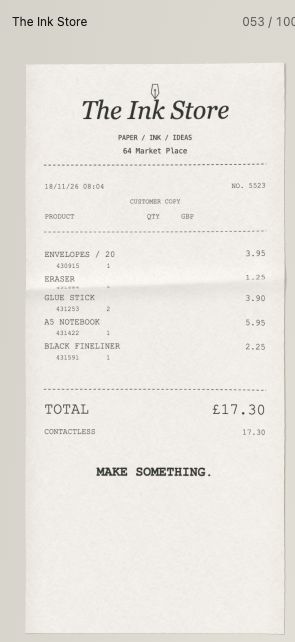 The Ink Store
053 / 100
The Ink Store
PAPER / INK / IDEAS
64 Market Place
18/11/26 08:04 NO. 5523
CUSTOMER COPY
PRODUCT QTY GBP
ENVELOPES / 20 3.95
430915 1
ERASER 1.25
GLUE STICK 3.90
431253 2
A5 NOTEBOOK 5.95
431422 1
BLACK FINELINER 2.25
431591 1
TOTAL £17.30
CONTACTLESS 17.30
MAKE SOMETHING.